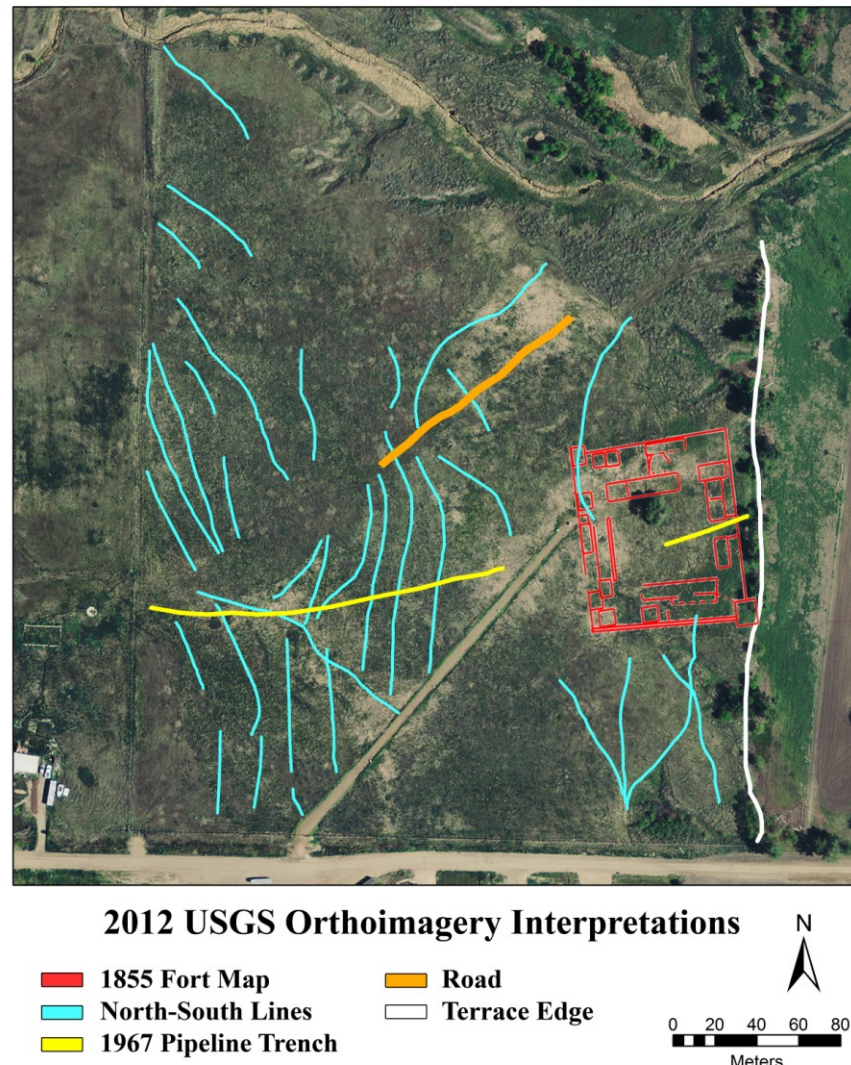 2012 USGS Orthoimagery Interpretations
1855 Fort Map
North-South Lines
1967 Pipeline Trench
Road
Terrace Edge
N
0 20 40 60 80
Meters